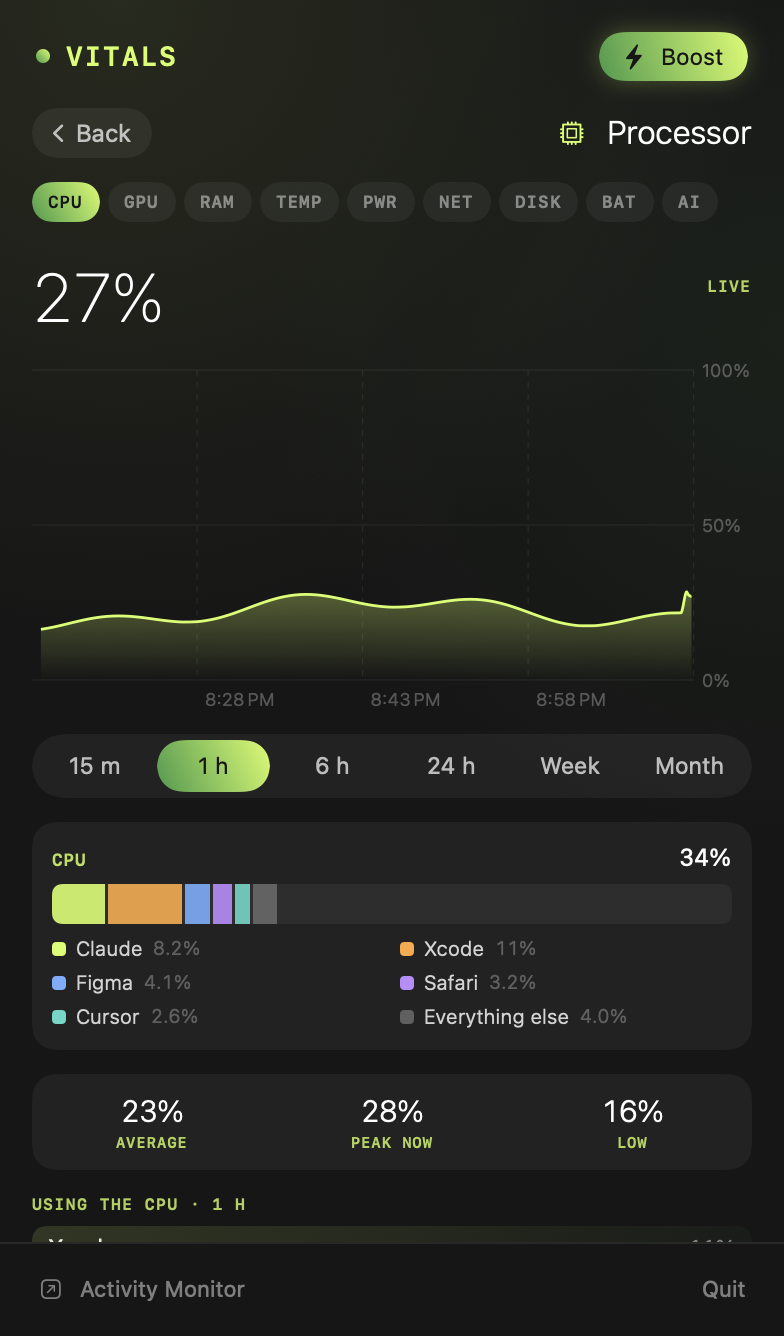 VITALS
Boost
Back
Processor
CPU GPU RAM TEMP PWR NET DISK BAT AI
27%
LIVE
100%
50%
0%
8:28 PM 8:43 PM 8:58 PM
15 m 1 h 6 h 24 h Week Month
CPU 34%
Claude 8.2% Xcode 11%
Figma 4.1% Safari 3.2%
Cursor 2.6% Everything else 4.0%
23% 28% 16%
AVERAGE PEAK NOW LOW
USING THE CPU · 1 H
Activity Monitor Quit